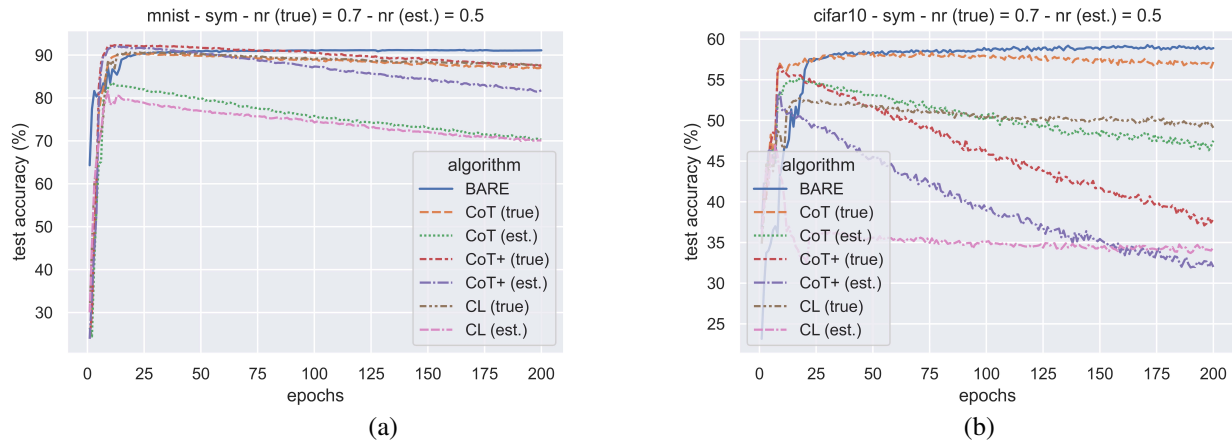 mnist - sym - nr (true) = 0.7 - nr (est.) = 0.5
test accuracy (%)
90
80
70
60
50
40
30
0
25
50
75
100
125
150
175
200
epochs
algorithm
BARE
CoT (true)
CoT (est.)
CoT+ (true)
CoT+ (est.)
CL (true)
CL (est.)
(a)
cifar10 - sym - nr (true) = 0.7 - nr (est.) = 0.5
test accuracy (%)
60
55
50
45
40
35
30
25
0
25
50
75
100
125
150
175
200
epochs
algorithm
BARE
CoT (true)
CoT (est.)
CoT+ (true)
CoT+ (est.)
CL (true)
CL (est.)
(b)